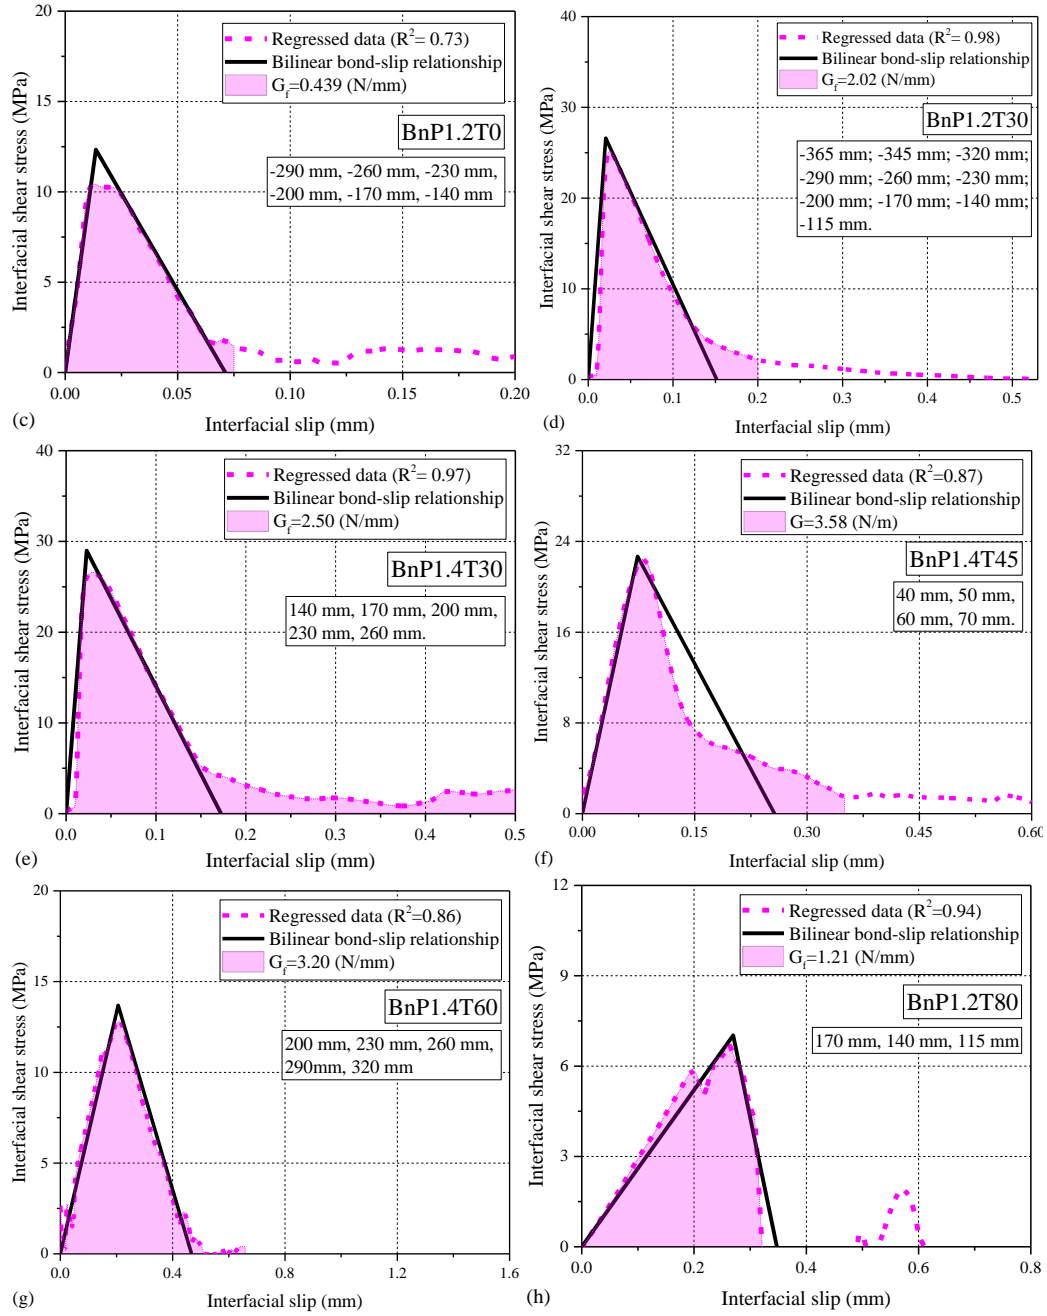 Interfacial shear stress (MPa)
20
15
10
5
0
Regressed data (R²= 0.73)
Bilinear bond-slip relationship
G_f=0.439 (N/mm)
BnP1.2T0
-290 mm, -260 mm, -230 mm,
-200 mm, -170 mm, -140 mm
0.00 0.05 0.10 0.15 0.20
(c)
Interfacial slip (mm)
Interfacial shear stress (MPa)
40
30
20
10
0
Regressed data (R²= 0.98)
Bilinear bond-slip relationship
G_f=2.02 (N/mm)
BnP1.2T30
-365 mm; -345 mm; -320 mm;
-290 mm; -260 mm; -230 mm;
-200 mm; -170 mm; -140 mm;
-115 mm.
0.0 0.1 0.2 0.3 0.4 0.5
(d)
Interfacial slip (mm)
Interfacial shear stress (MPa)
40
30
20
10
0
Regressed data (R²= 0.97)
Bilinear bond-slip relationship
G_f=2.50 (N/mm)
BnP1.4T30
140 mm, 170 mm, 200 mm,
230 mm, 260 mm.
0.0 0.1 0.2 0.3 0.4 0.5
(e)
Interfacial slip (mm)
Interfacial shear stress (MPa)
32
24
16
8
0
Regressed data (R²=0.87)
Bilinear bond-slip relationship
G=3.58 (N/m)
BnP1.4T45
40 mm, 50 mm,
60 mm, 70 mm.
0.00 0.15 0.30 0.45 0.60
(f)
Interfacial slip (mm)
Interfacial shear stress (MPa)
20
15
10
5
0
Regressed data (R²=0.86)
Bilinear bond-slip relationship
G_f=3.20 (N/mm)
BnP1.4T60
200 mm, 230 mm, 260 mm,
290mm, 320 mm
0.0 0.4 0.8 1.2 1.6
(g)
Interfacial slip (mm)
Interfacial shear stress (MPa)
12
9
6
3
0
Regressed data (R²=0.94)
Bilinear bond-slip relationship
G_f=1.21 (N/mm)
BnP1.2T80
170 mm, 140 mm, 115 mm
0.0 0.2 0.4 0.6 0.8
(h)
Interfacial slip (mm)